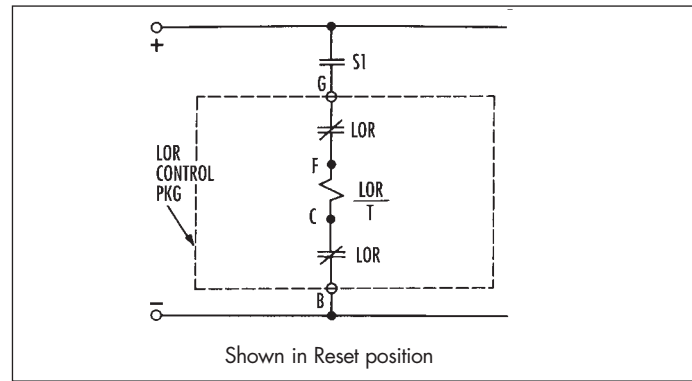 +
S1
G
LOR
LOR
CONTROL
PKG
F
LOR
T
C
LOR
B
−
Shown in Reset position